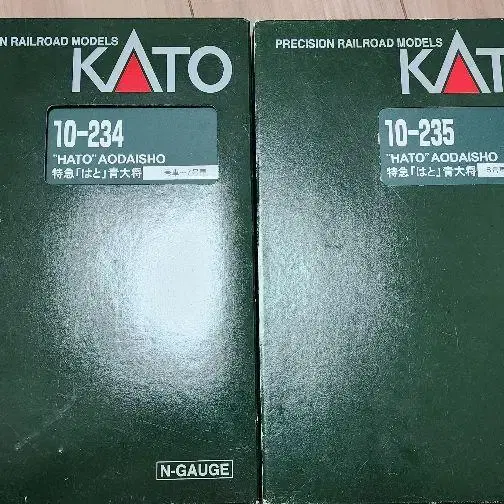 N RAILROAD MODELS
KATO
10-234
"HATO" AODAISHO
特急「はと」青大将
N-GAUGE
PRECISION RAILROAD MODELS
KAT
10-235
"HATO" AODAISHO
特急「はと」青大将